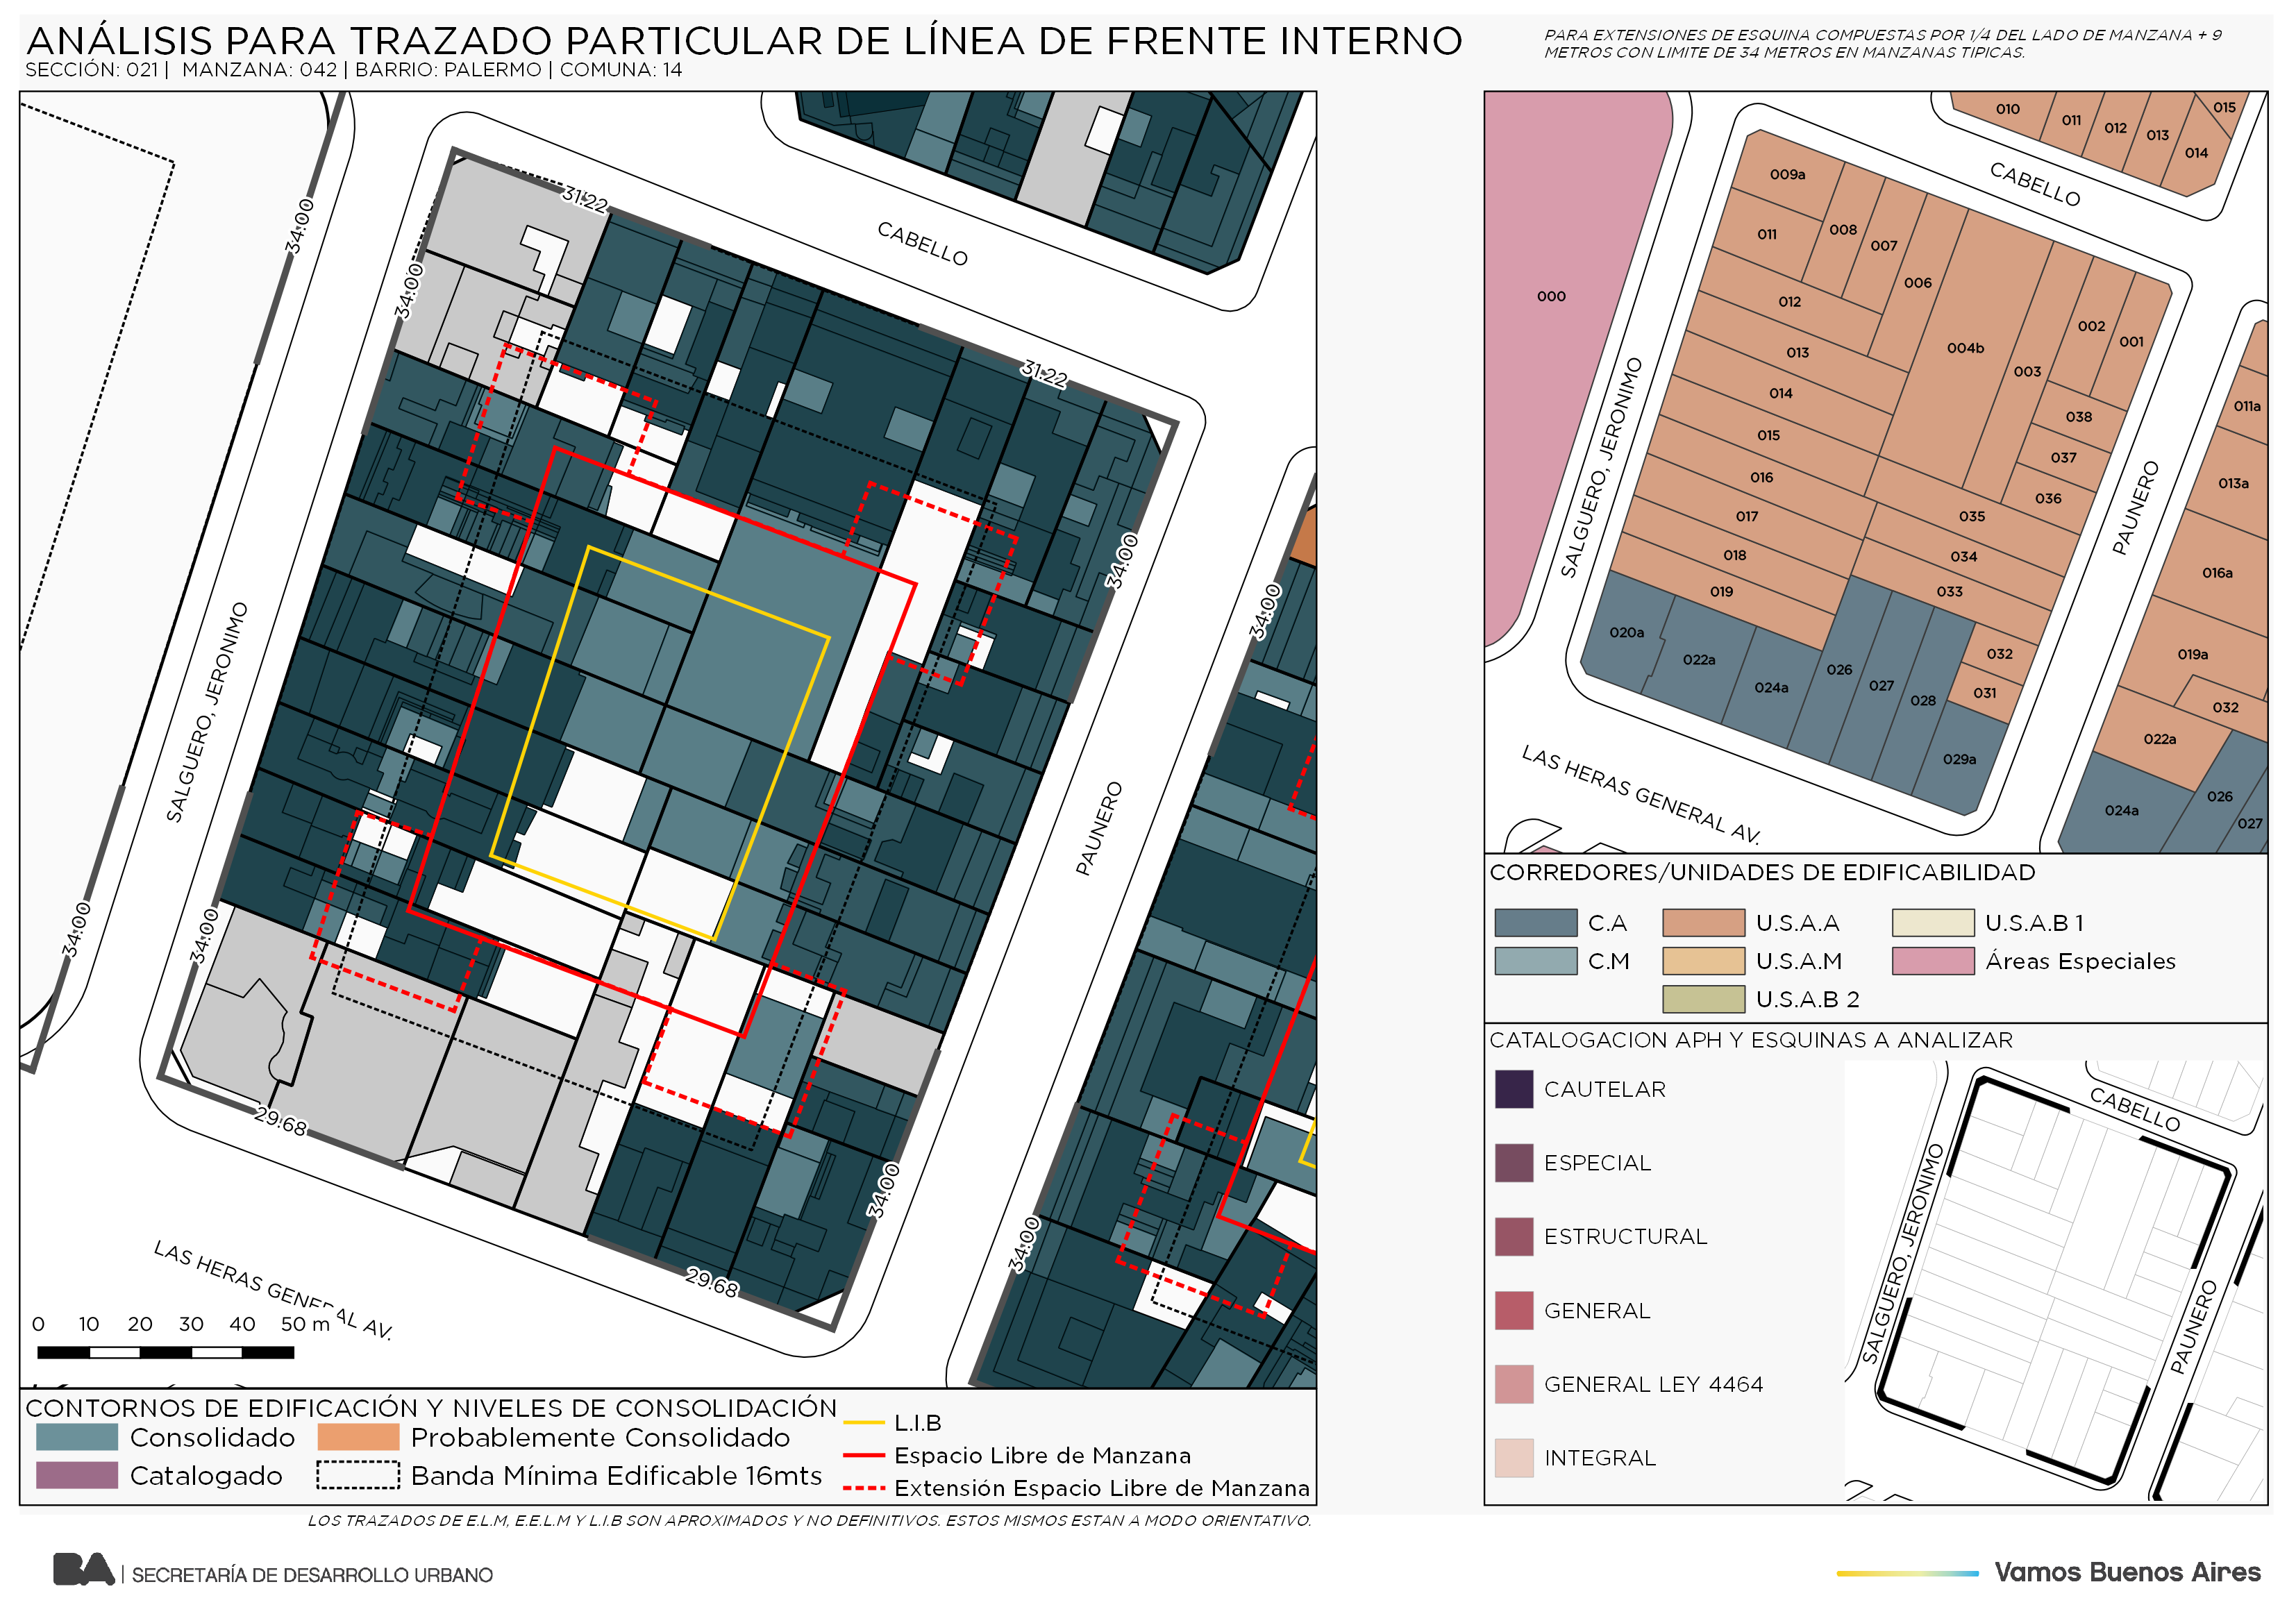 ANÁLISIS PARA TRAZADO PARTICULAR DE LÍNEA DE FRENTE INTERNO
SECCIÓN: 021 | MANZANA: 042 | BARRIO: PALERMO | COMUNA: 14
PARA EXTENSIONES DE ESQUINA COMPUESTAS POR 1/4 DEL LADO DE MANZANA + 9
METROS CON LIMITE DE 34 METROS EN MANZANAS TIPICAS.
31.22
34:00
34:00
CABELLO
31.22
34:00
34:00
SALGUERO, JERONIMO
PAUNERO
34:00
34:00
29.68
34:00
34:00
29.68
LAS HERAS GENERAL AV.
0 10 20 30 40 50 m
CONTORNOS DE EDIFICACIÓN Y NIVELES DE CONSOLIDACIÓN
Consolidado
Probablemente Consolidado
Catalogado
Banda Mínima Edificable 16mts
L.I.B
Espacio Libre de Manzana
Extensión Espacio Libre de Manzana
LOS TRAZADOS DE E.L.M, E.E.L.M Y L.I.B SON APROXIMADOS Y NO DEFINITIVOS. ESTOS MISMOS ESTAN A MODO ORIENTATIVO.
010
011
012
013
014
015
CABELLO
009a
011
008
007
006
000
012
013
014
015
016
017
018
019
004b
003
002
001
038
037
036
035
034
033
032
031
020a
022a
024a
026
027
028
029a
011a
013a
016a
019a
032
022a
024a
026
027
SALGUERO, JERONIMO
PAUNERO
LAS HERAS GENERAL AV.
CORREDORES/UNIDADES DE EDIFICABILIDAD
C.A
U.S.A.A
U.S.A.B 1
C.M
U.S.A.M
Áreas Especiales
U.S.A.B 2
CATALOGACION APH Y ESQUINAS A ANALIZAR
CAUTELAR
ESPECIAL
ESTRUCTURAL
GENERAL
GENERAL LEY 4464
INTEGRAL
CABELLO
SALGUERO, JERONIMO
PAUNERO
BA | SECRETARÍA DE DESARROLLO URBANO
Vamos Buenos Aires